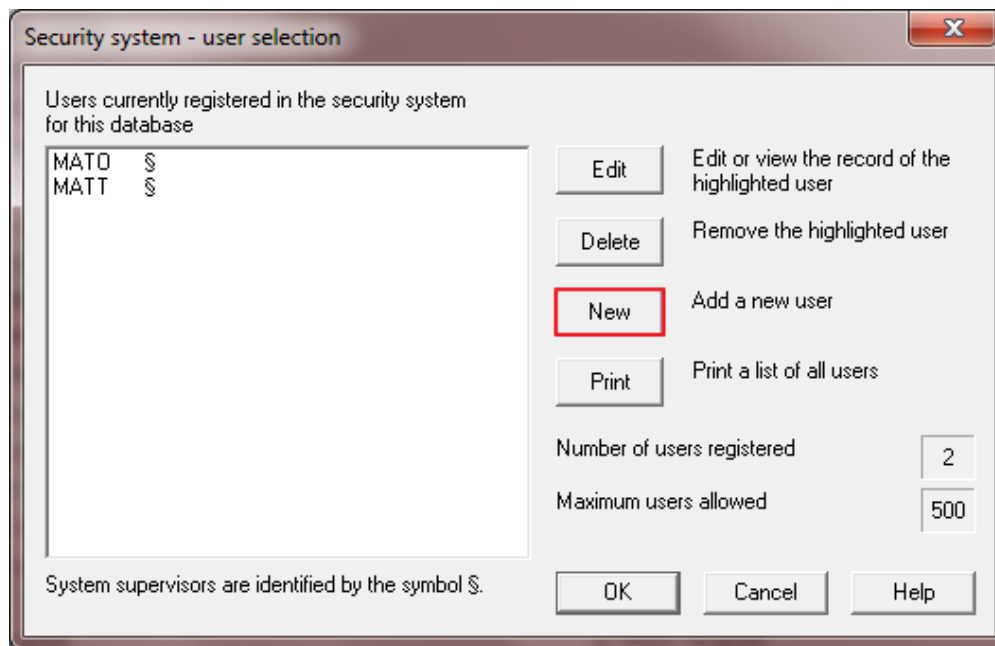 Security system - user selection
Users currently registered in the security system
for this database
MATO §
MATT §
Edit
Edit or view the record of the
highlighted user
Delete
Remove the highlighted user
New
Add a new user
Print
Print a list of all users
Number of users registered
2
Maximum users allowed
500
System supervisors are identified by the symbol §.
OK
Cancel
Help